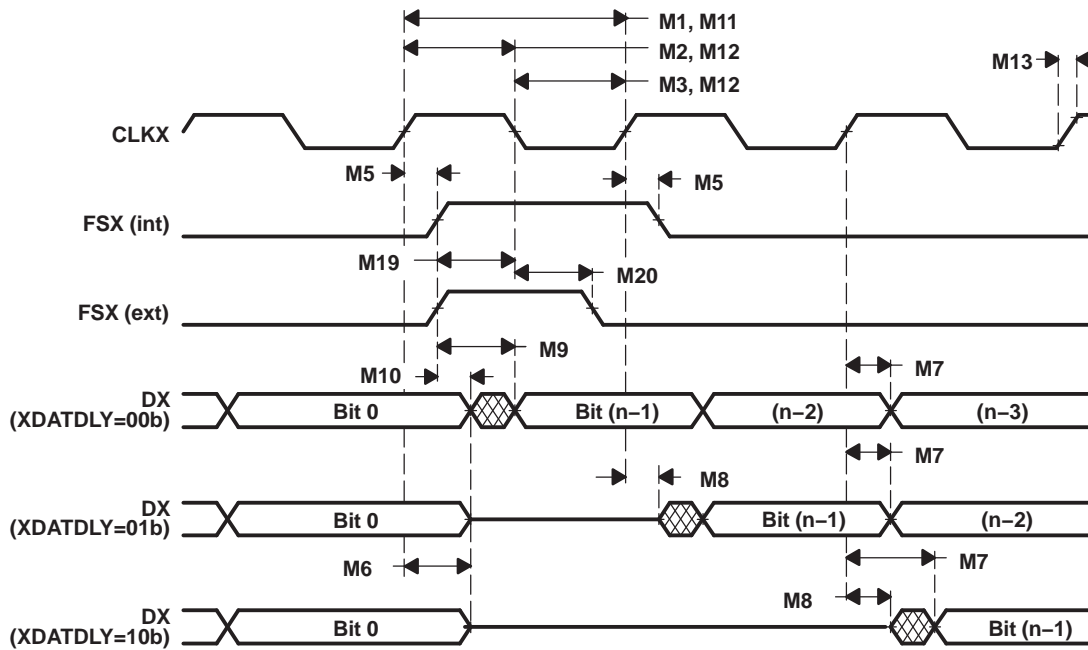 M1, M11
M2, M12
M3, M12
M13
CLKX
M5
M5
FSX (int)
M19
M20
FSX (ext)
M9
M10
M7
DX
(XDATDLY=00b)
Bit 0
Bit (n−1)
(n−2)
(n−3)
M7
M8
DX
(XDATDLY=01b)
Bit 0
Bit (n−1)
(n−2)
M6
M7
M8
DX
(XDATDLY=10b)
Bit 0
Bit (n−1)